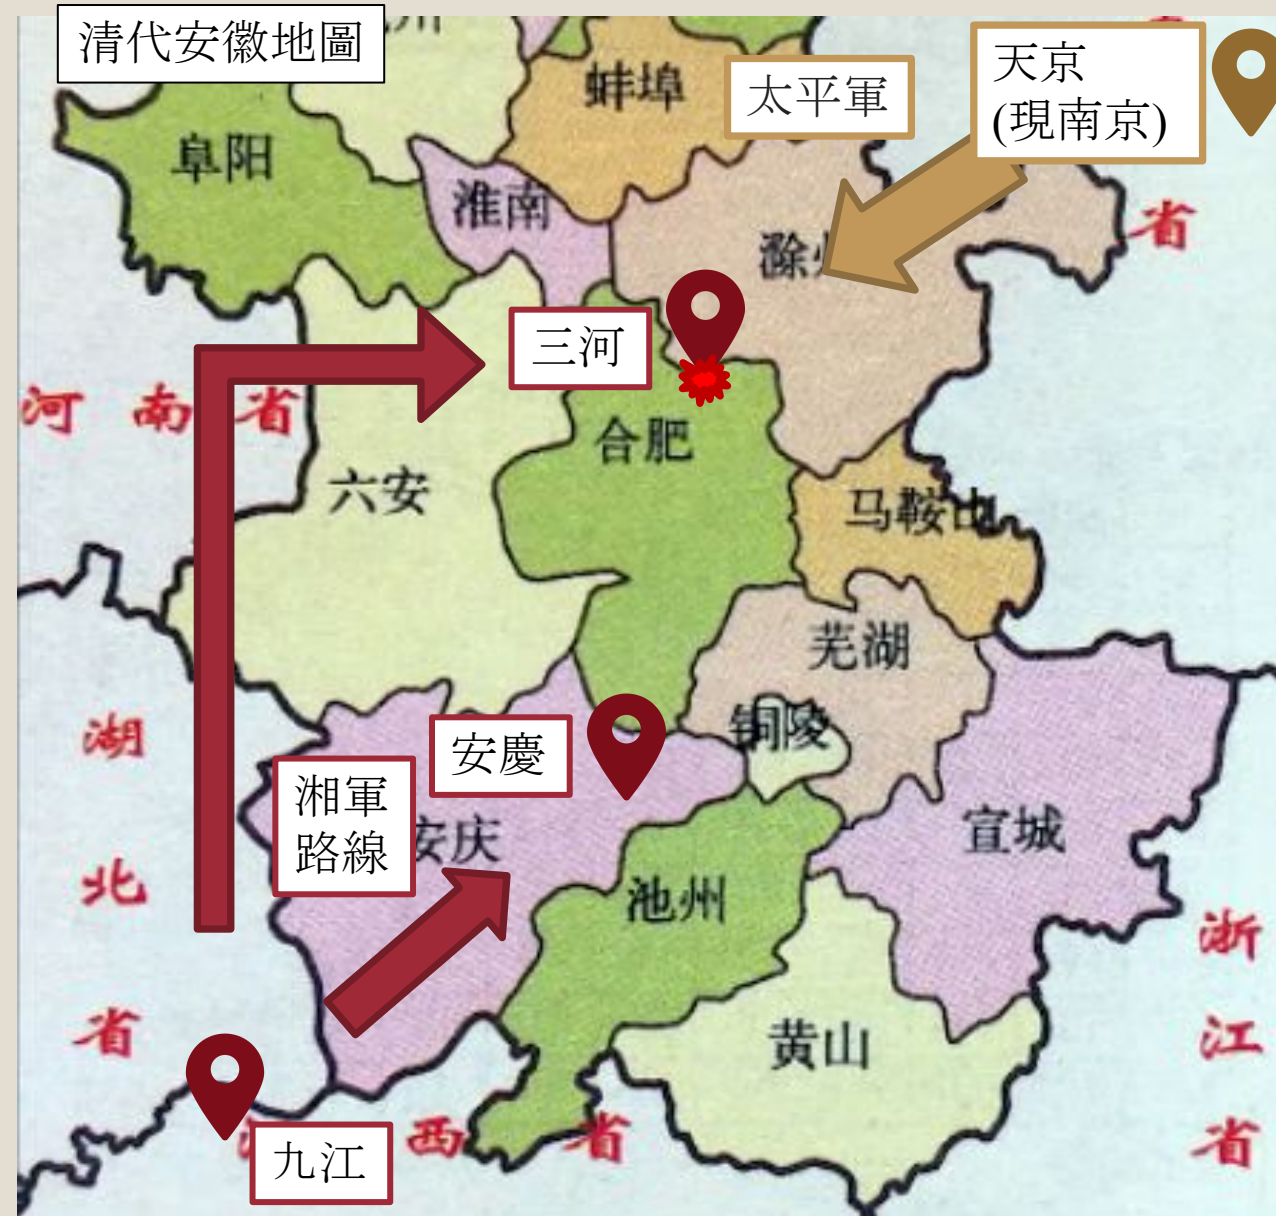 清代安徽地圖
州
蚌埠
太平軍
天京
(現南京)
阜阳
淮南
省
滁州
三河
河南省
合肥
六安
马鞍山
芜湖
湖北省
安慶
铜陵
湘軍
路線
安庆
宣城
池州
浙江省
黄山
西省
九江